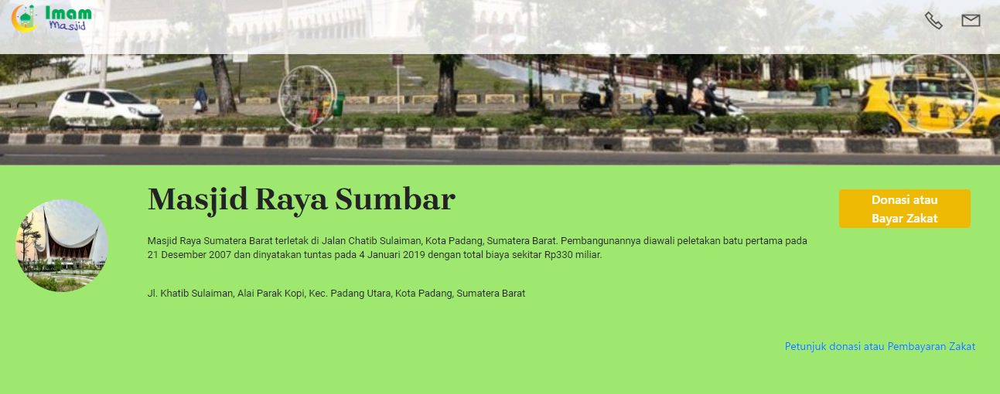 Imam
Masjid
Masjid Raya Sumbar
Donasi atau
Bayar Zakat
Masjid Raya Sumatera Barat terletak di Jalan Chatib Sulaiman, Kota Padang, Sumatera Barat. Pembangunannya diawali peletakan batu pertama pada
21 Desember 2007 dan dinyatakan tuntas pada 4 Januari 2019 dengan total biaya sekitar Rp330 miliar.
Jl. Khatib Sulaiman, Alai Parak Kopi, Kec. Padang Utara, Kota Padang, Sumatera Barat
Petunjuk donasi atau Pembayaran Zakat